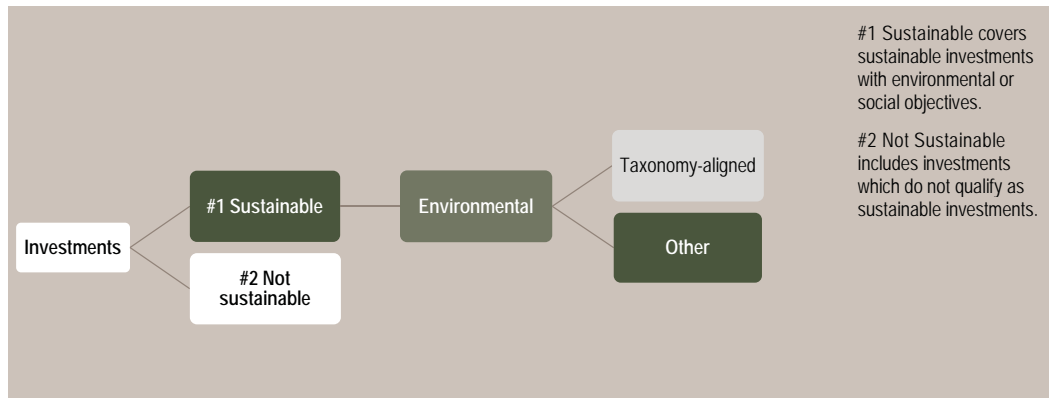 #1 Sustainable covers
sustainable investments
with environmental or
social objectives.
#2 Not Sustainable
includes investments
which do not qualify as
sustainable investments.
Investments
#1 Sustainable
#2 Not
sustainable
Environmental
Taxonomy-aligned
Other